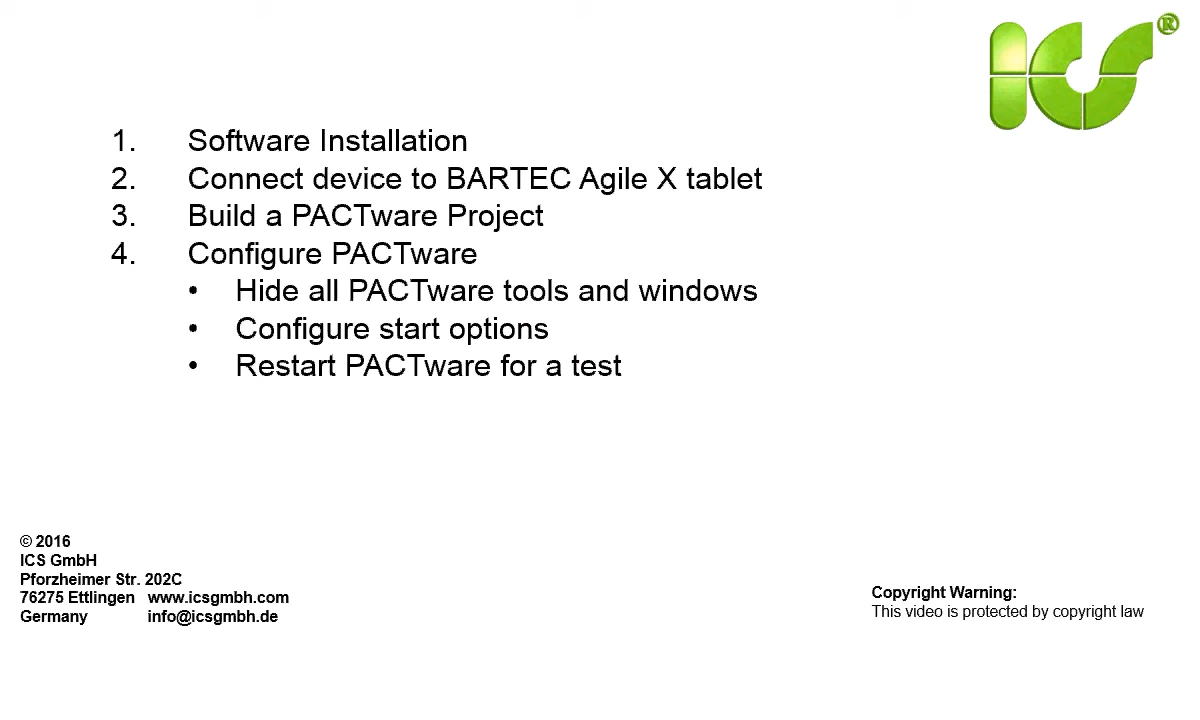 ICS®
1. Software Installation
2. Connect device to BARTEC Agile X tablet
3. Build a PACTware Project
4. Configure PACTware
• Hide all PACTware tools and windows
• Configure start options
• Restart PACTware for a test
© 2016
ICS GmbH
Pforzheimer Str. 202C
76275 Ettlingen www.icsgmbh.com
Germany info@icsgmbh.de
Copyright Warning:
This video is protected by copyright law